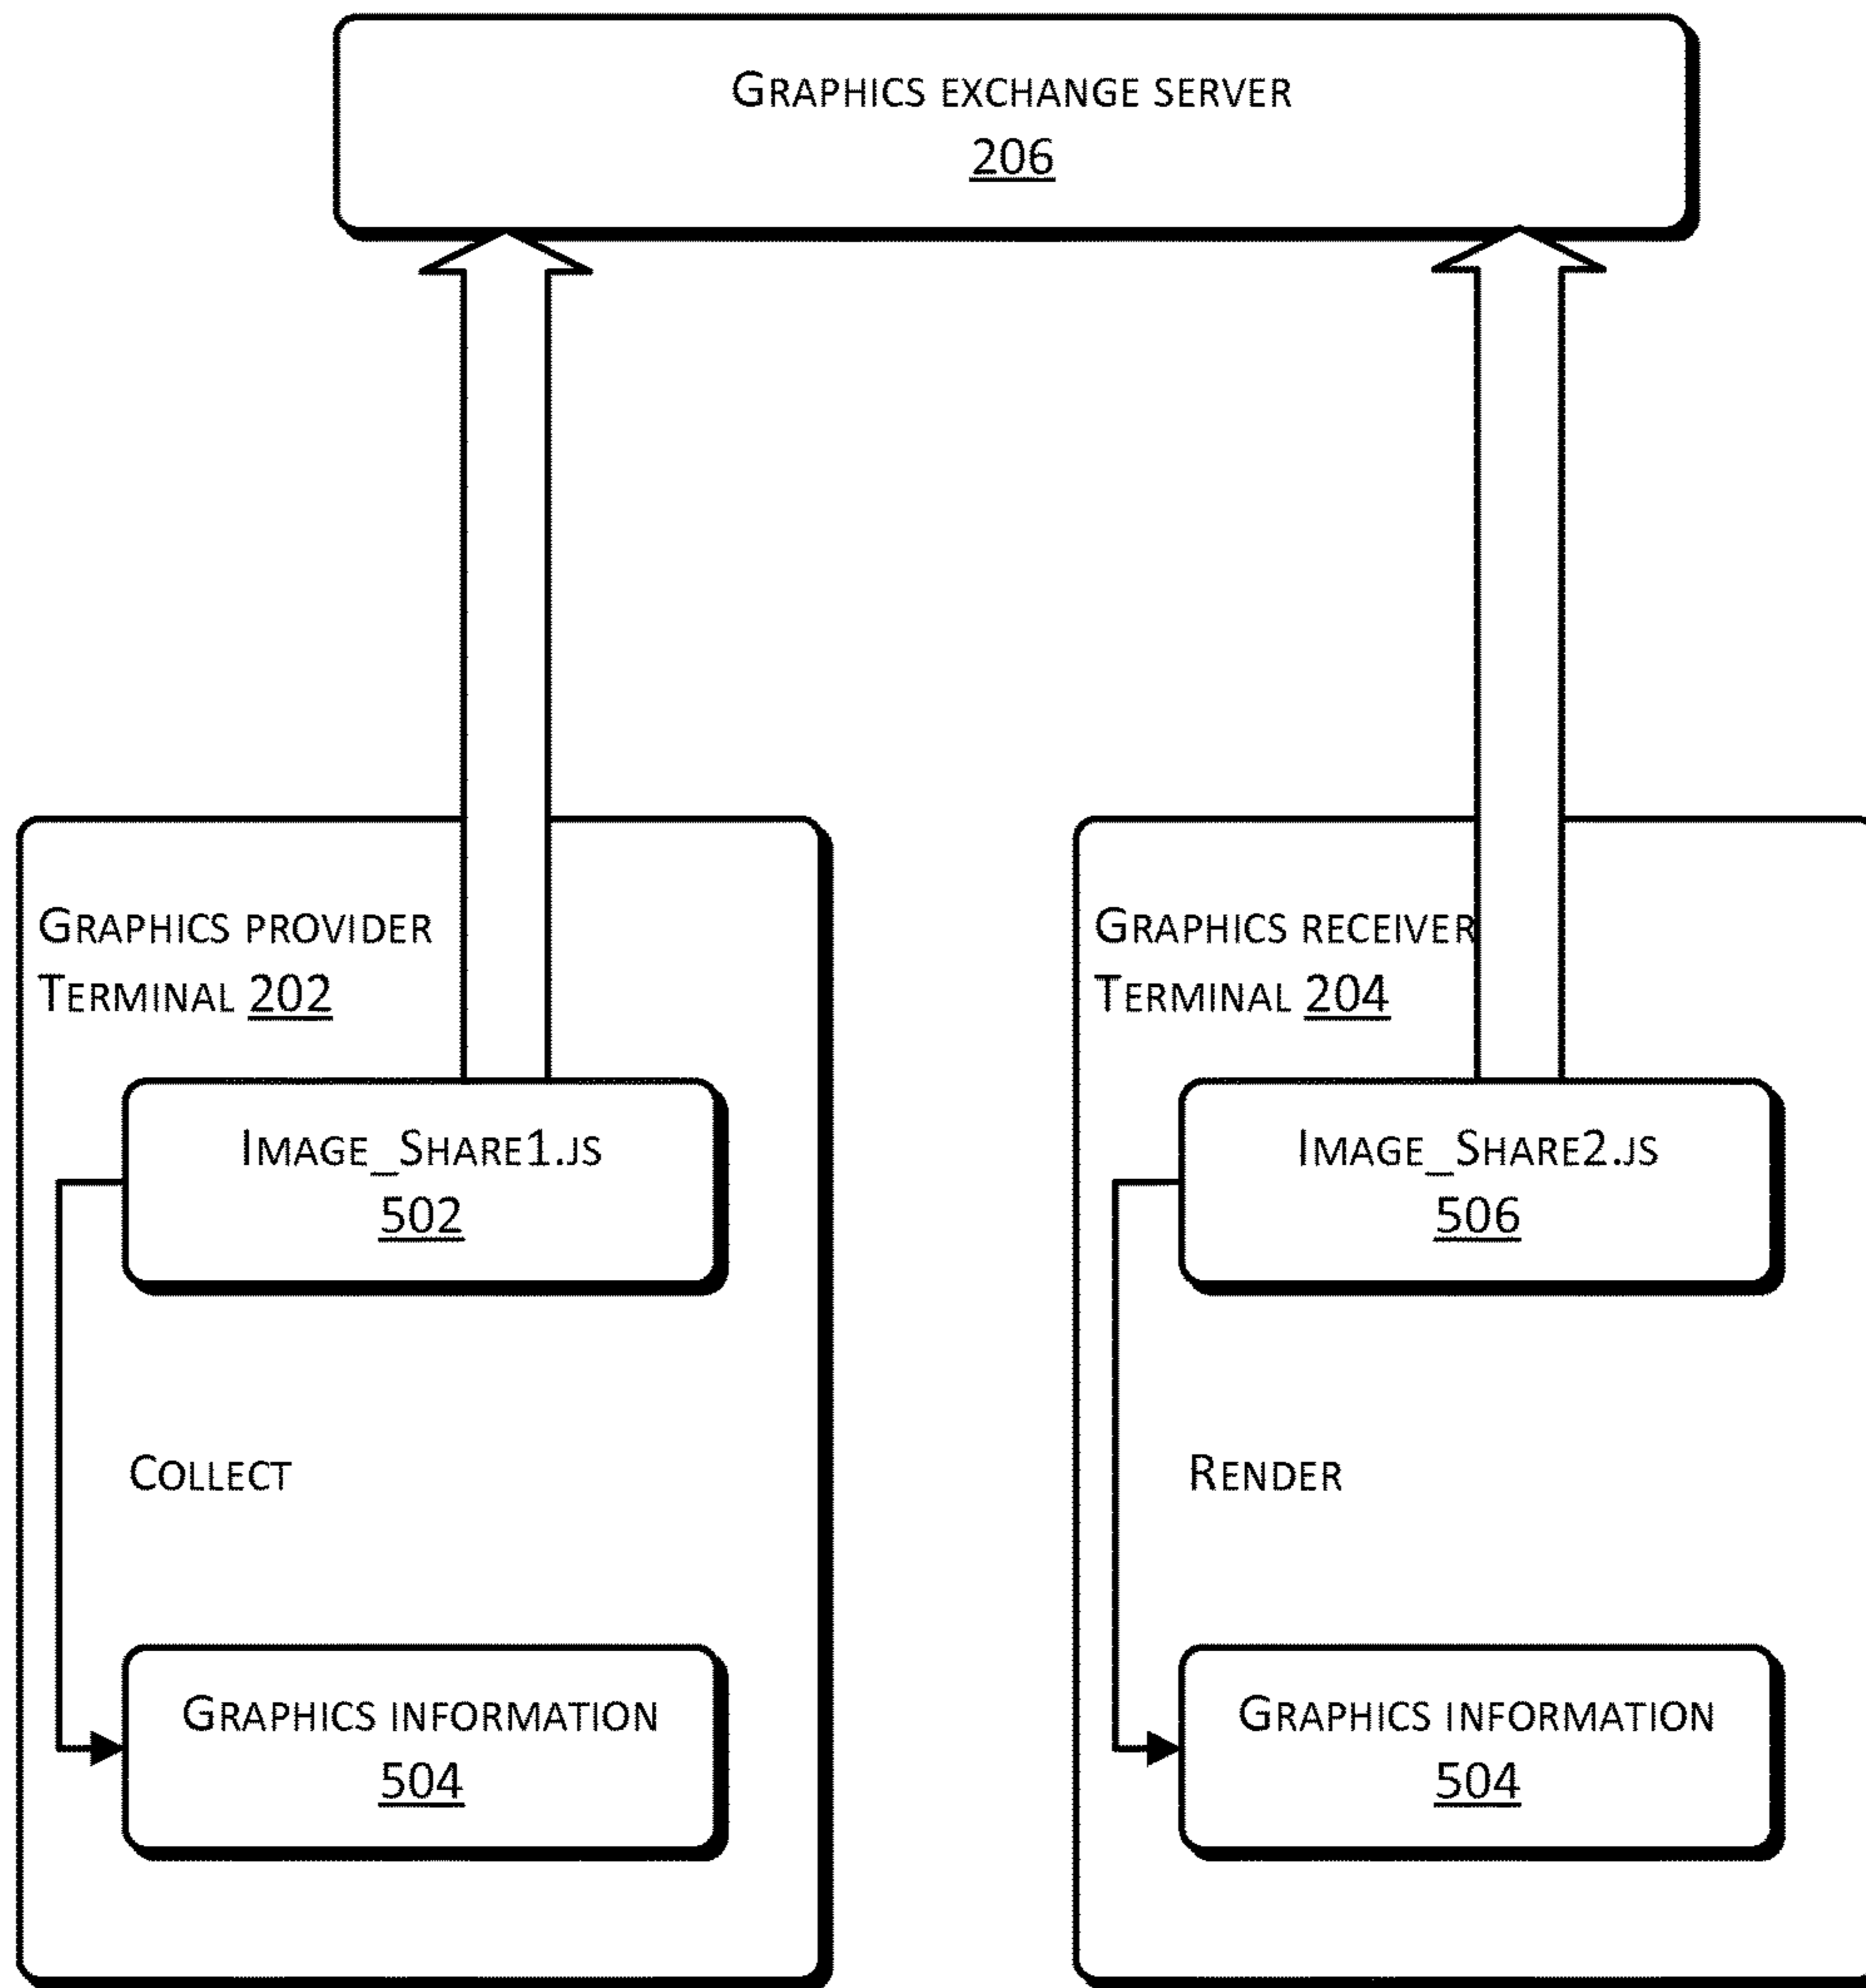 GRAPHICS EXCHANGE SERVER
206
GRAPHICS PROVIDER
TERMINAL 202
IMAGE_SHARE1.JS
502
COLLECT
GRAPHICS INFORMATION
504
GRAPHICS RECEIVER
TERMINAL 204
IMAGE_SHARE2.JS
506
RENDER
GRAPHICS INFORMATION
504